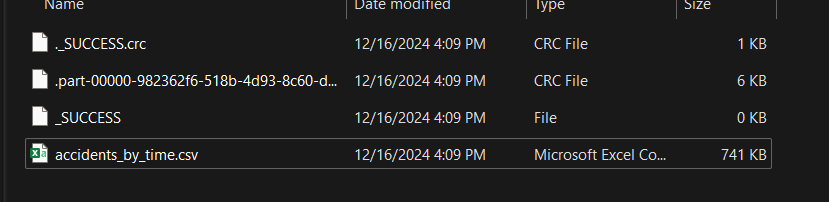 Name Date modified Type Size
._SUCCESS.crc 12/16/2024 4:09 PM CRC File 1 KB
.part-00000-982362f6-518b-4d93-8c60-d... 12/16/2024 4:09 PM CRC File 6 KB
_SUCCESS 12/16/2024 4:09 PM File 0 KB
accidents_by_time.csv 12/16/2024 4:09 PM Microsoft Excel Co... 741 KB